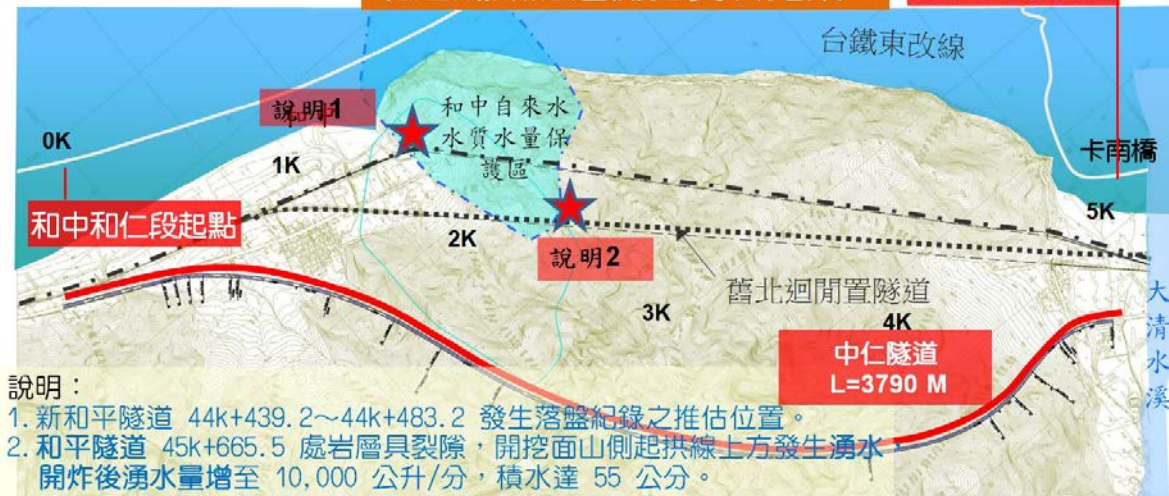 台鐵東改線
說明1
和中自來水
水質水量保
護區
0K
1K
卡南橋
和中和仁段起點
5K
2K
說明2
舊北迴閒置隧道
3K
4K
大清水溪
中仁隧道
L=3790 M
說明：
1. 新和平隧道 44k+439.2～44k+483.2 發生落盤紀錄之推估位置。
2. 和平隧道 45k+665.5 處岩層具裂隙，開挖面山側起拱線上方發生湧水，
開炸後湧水量增至 10,000 公升/分，積水達 55 公分。